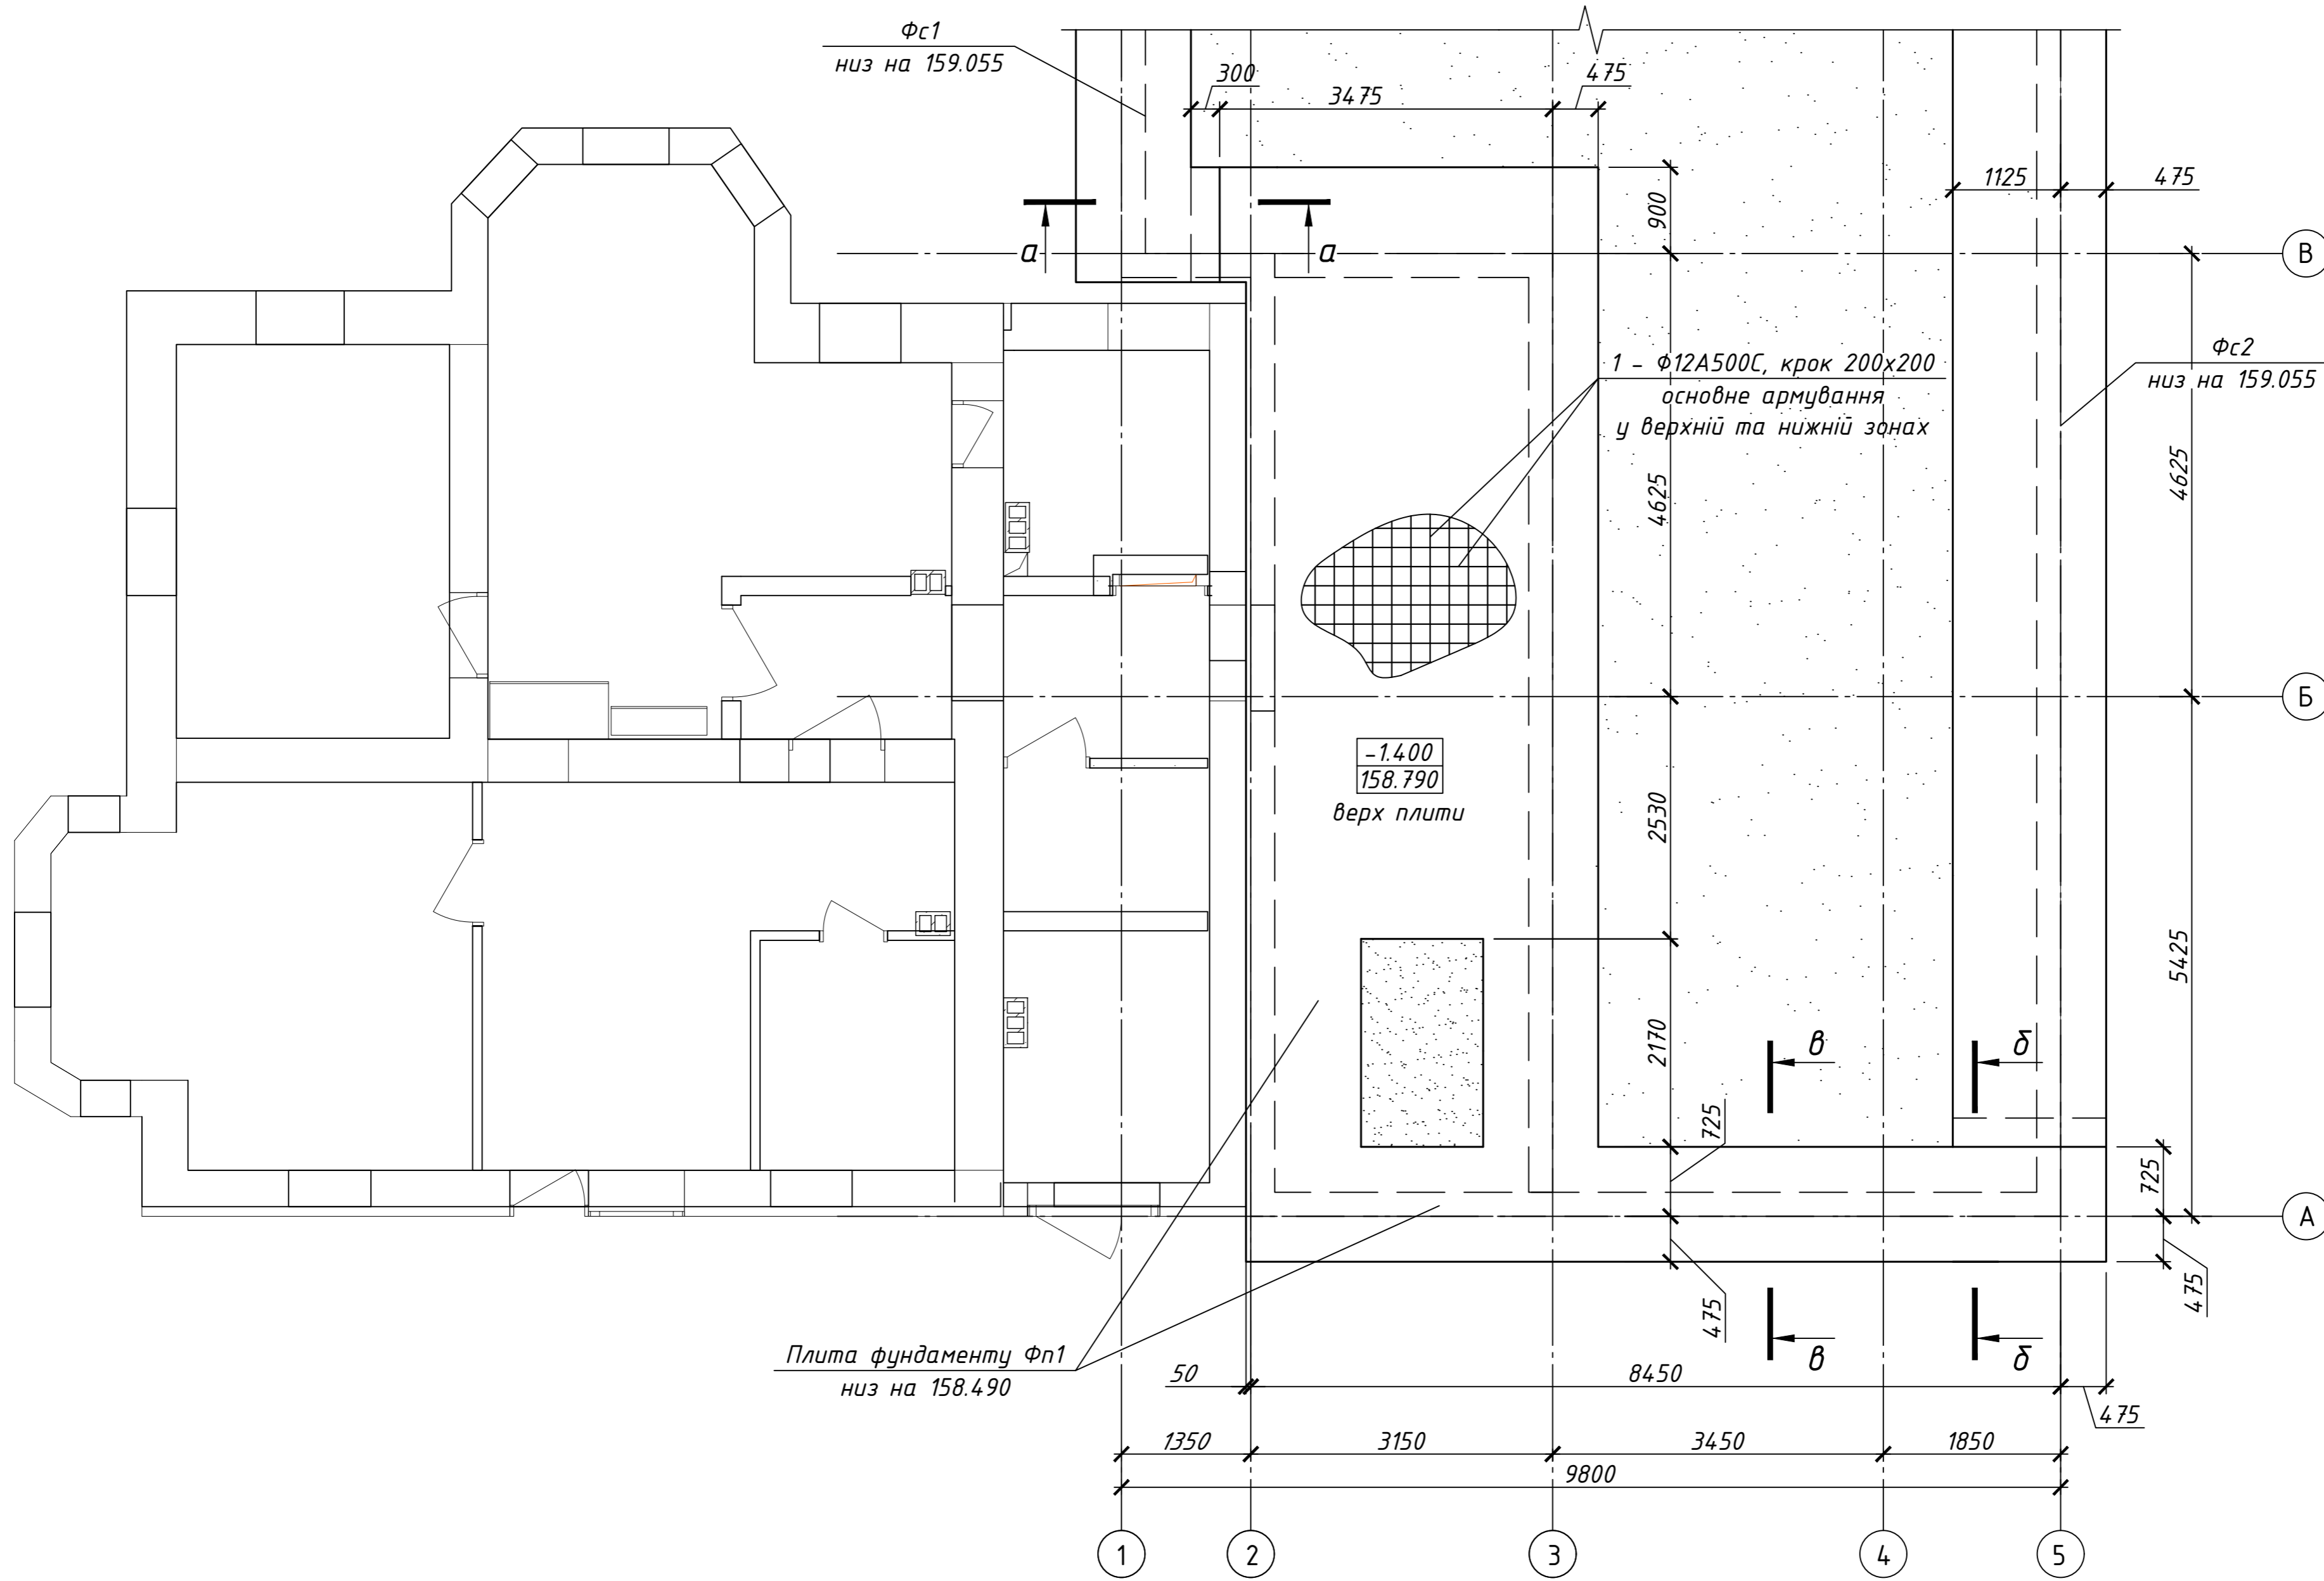 Фс1
низ на 159.055
300
3475
475
1125
475
900
а
а
В
1 - Ф12А500С, крок 200х200
основне армування
у верхній та нижній зонах
Фс2
низ на 159.055
4625
4625
Б
-1.400
158.790
верх плити
2530
5425
2170
в
б
725
725
А
475
475
Плита фундаменту Фп1
низ на 158.490
в
б
50
8450
475
1350
3150
3450
1850
9800
1
2
3
4
5